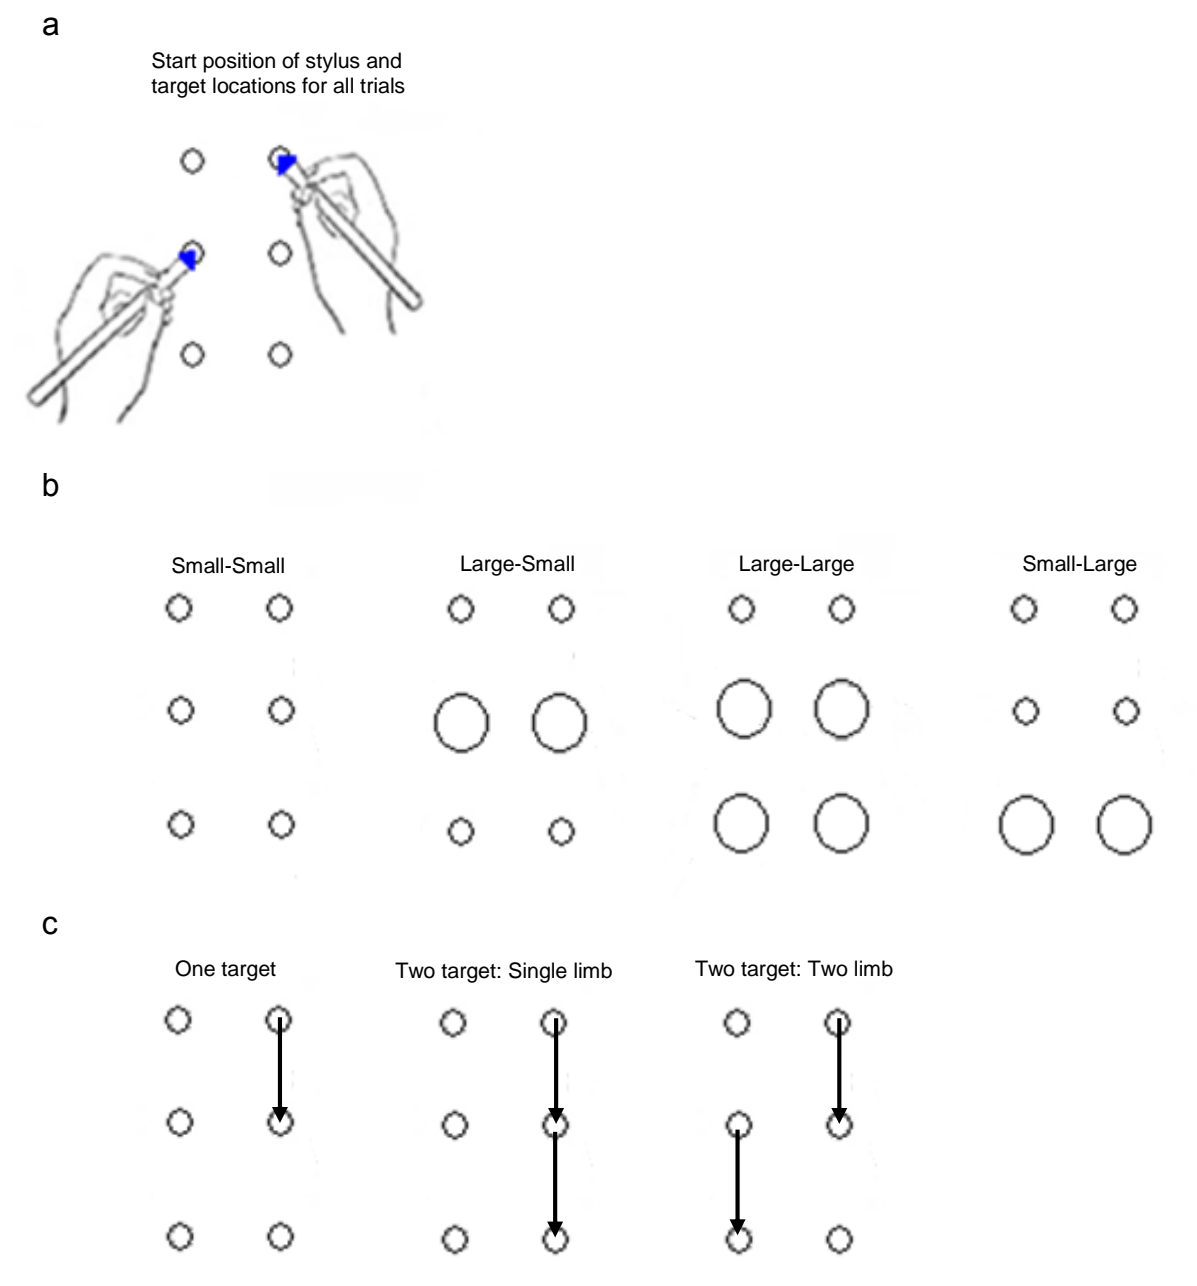 a
Start position of stylus and
target locations for all trials
b
Small-Small
Large-Small
Large-Large
Small-Large
c
One target
Two target: Single limb
Two target: Two limb